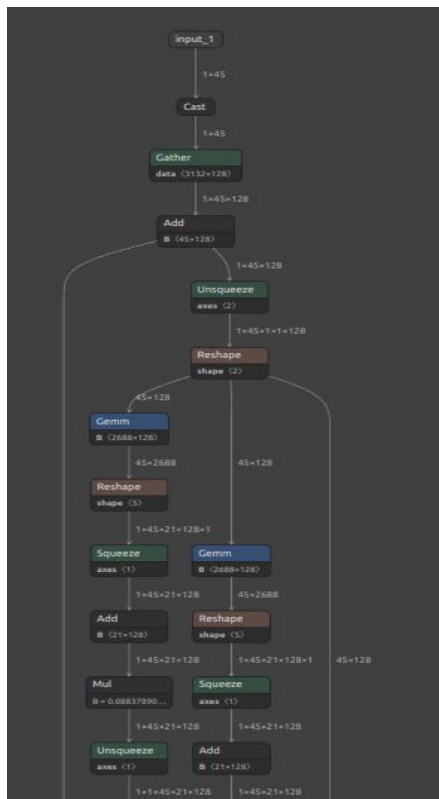 input_1
1×45
Cast
1×45
Gather
data ⟨3132×128⟩
1×45×128
Add
B ⟨45×128⟩
1×45×128
Unsqueeze
axes ⟨2⟩
1×45×1×1×128
Reshape
shape ⟨2⟩
45×128
Gemm
B ⟨2688×128⟩
45×2688
45×128
Reshape
shape ⟨5⟩
1×45×21×128×1
Squeeze
axes ⟨1⟩
Gemm
B ⟨2688×128⟩
1×45×21×128
45×2688
Add
B ⟨21×128⟩
Reshape
shape ⟨5⟩
1×45×21×128
1×45×21×128×1
45×128
Mul
B = 0.08837890...
Squeeze
axes ⟨1⟩
1×45×21×128
1×45×21×128
Unsqueeze
axes ⟨1⟩
Add
B ⟨21×128⟩
1×1×45×21×128
1×45×21×128